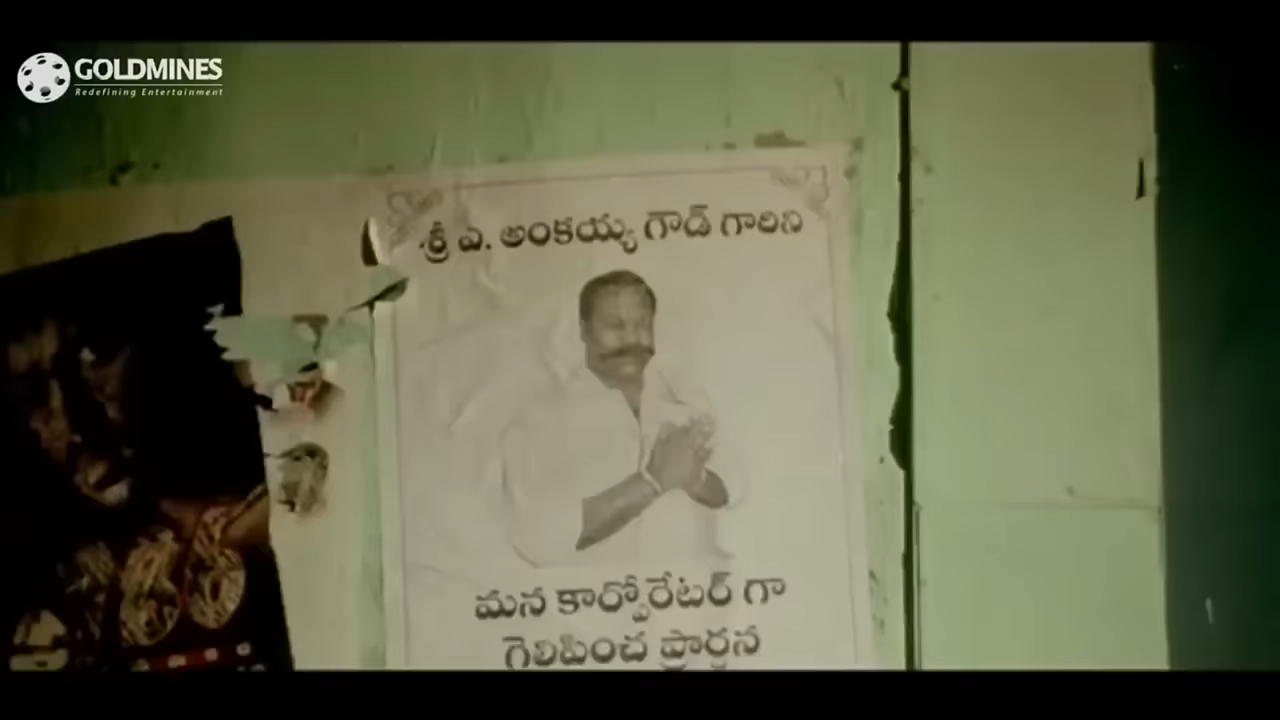 GOLDMINES
Redefining Entertainment
శ్రీ ఎ. అంకయ్య గౌడ్ గారిని
మన కార్పోరేటర్ గా
గెలిపించ ప్రార్థన